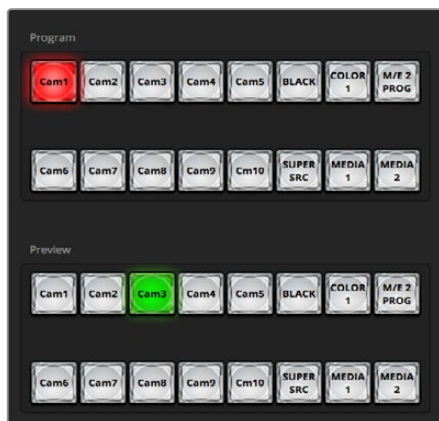 Program
Cam1 Cam2 Cam3 Cam4 Cam5 BLACK COLOR 1 M/E 2 PROG
Cam6 Cam7 Cam8 Cam9 Cm10 SUPER SRC MEDIA 1 MEDIA 2
Preview
Cam1 Cam2 Cam3 Cam4 Cam5 BLACK COLOR 1 M/E 2 PROG
Cam6 Cam7 Cam8 Cam9 Cm10 SUPER SRC MEDIA 1 MEDIA 2